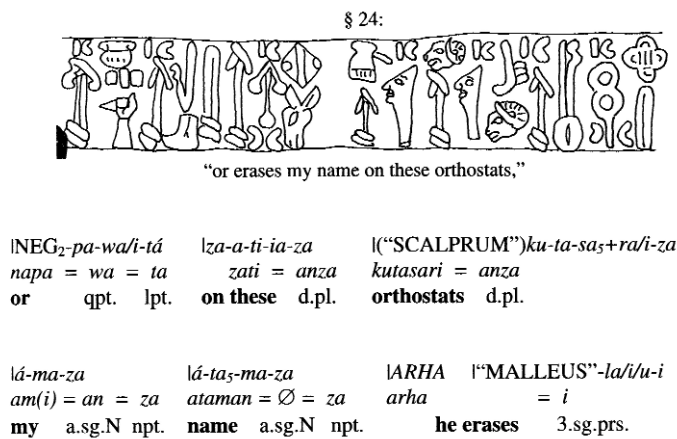 § 24:
“or erases my name on these orthostats,”
|NEG₂-pa-wa/i-tá |za-a-ti-ia-za |(“SCALPRUM”)ku-ta-sa₅+ra/i-za
napa = wa = ta zati = anza kutasari = anza
or qpt. lpt. on these d.pl. orthostats d.pl.
|á-ma-za |á-ta₅-ma-za |ARHA |“MALLEUS”-la/i/u-i
am(i) = an = za ataman = Ø = za arha = i
my a.sg.N npt. name a.sg.N npt. he erases 3.sg.prs.